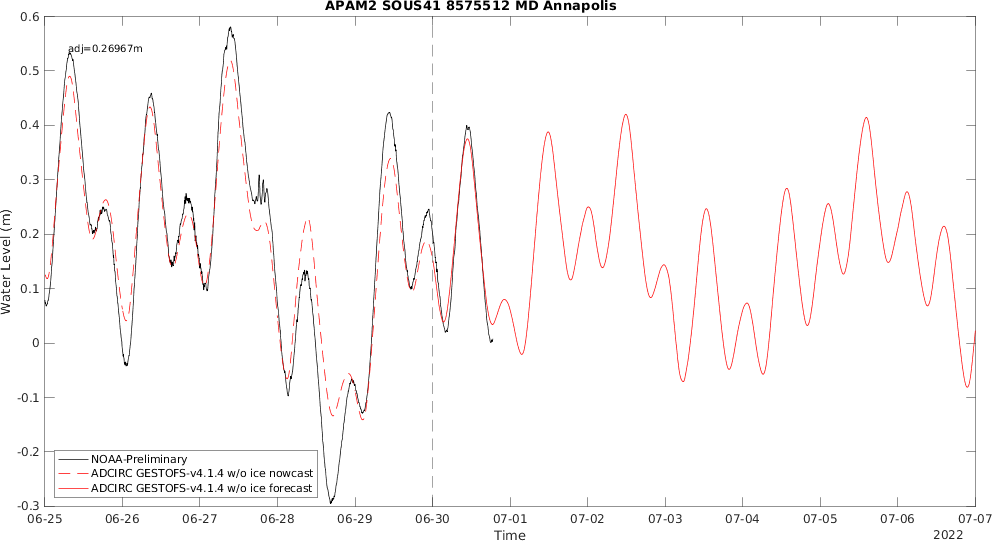 APAM2 SOUS41 8575512 MD Annapolis
adj=0.26967m
0.6
0.5
0.4
0.3
0.2
0.1
0
-0.1
-0.2
-0.3
Water Level (m)
NOAA-Preliminary
ADCIRC GESTOFS-v4.1.4 w/o ice nowcast
ADCIRC GESTOFS-v4.1.4 w/o ice forecast
06-25 06-26 06-27 06-28 06-29 06-30 07-01 07-02 07-03 07-04 07-05 07-06 07-07
Time
2022